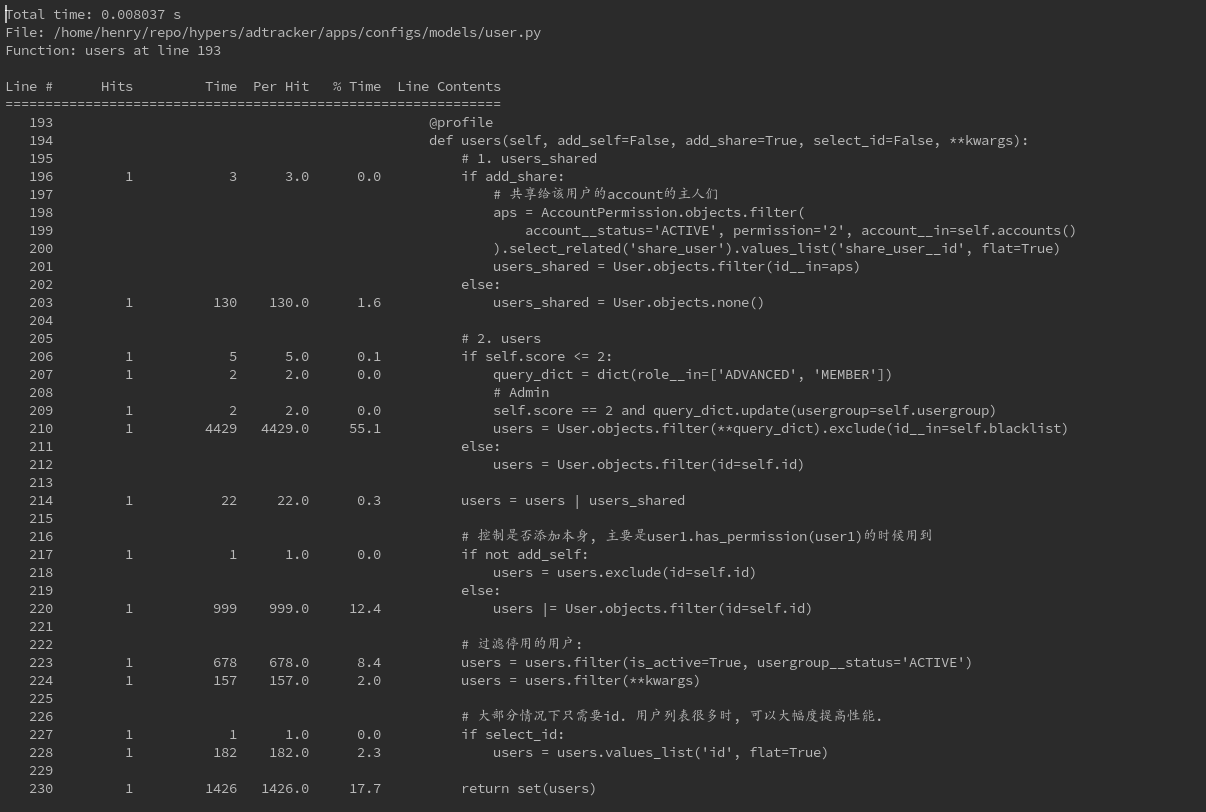 Total time: 0.008037 s
File: /home/henry/repo/hypers/adtracker/apps/configs/models/user.py
Function: users at line 193

Line #      Hits         Time  Per Hit   % Time  Line Contents
==============================================================
   193                                               @profile
   194                                               def users(self, add_self=False, add_share=True, select_id=False, **kwargs):
   195                                                   # 1. users_shared
   196         1            3      3.0      0.0          if add_share:
   197                                                       # 共享给该用户的account的主人们
   198                                                       aps = AccountPermission.objects.filter(
   199                                                           account__status='ACTIVE', permission='2', account__in=self.accounts()
   200                                                       ).select_related('share_user').values_list('share_user__id', flat=True)
   201                                                       users_shared = User.objects.filter(id__in=aps)
   202                                                   else:
   203         1          130    130.0      1.6              users_shared = User.objects.none()
   204
   205                                                   # 2. users
   206         1            5      5.0      0.1          if self.score <= 2:
   207         1            2      2.0      0.0              query_dict = dict(role__in=['ADVANCED', 'MEMBER'])
   208                                                       # Admin
   209         1            2      2.0      0.0              self.score == 2 and query_dict.update(usergroup=self.usergroup)
   210         1         4429   4429.0     55.1              users = User.objects.filter(**query_dict).exclude(id__in=self.blacklist)
   211                                                   else:
   212                                                       users = User.objects.filter(id=self.id)
   213
   214         1           22     22.0      0.3          users = users | users_shared
   215
   216                                                   # 控制是否添加本身, 主要是user1.has_permission(user1)的时候用到
   217         1            1      1.0      0.0          if not add_self:
   218                                                       users = users.exclude(id=self.id)
   219                                                   else:
   220         1          999    999.0     12.4              users |= User.objects.filter(id=self.id)
   221
   222                                                   # 过滤停用的用户:
   223         1          678    678.0      8.4          users = users.filter(is_active=True, usergroup__status='ACTIVE')
   224         1          157    157.0      2.0          users = users.filter(**kwargs)
   225
   226                                                   # 大部分情况下只需要id. 用户列表很多时, 可以大幅度提高性能.
   227         1            1      1.0      0.0          if select_id:
   228         1          182    182.0      2.3              users = users.values_list('id', flat=True)
   229
   230         1         1426   1426.0     17.7          return set(users)